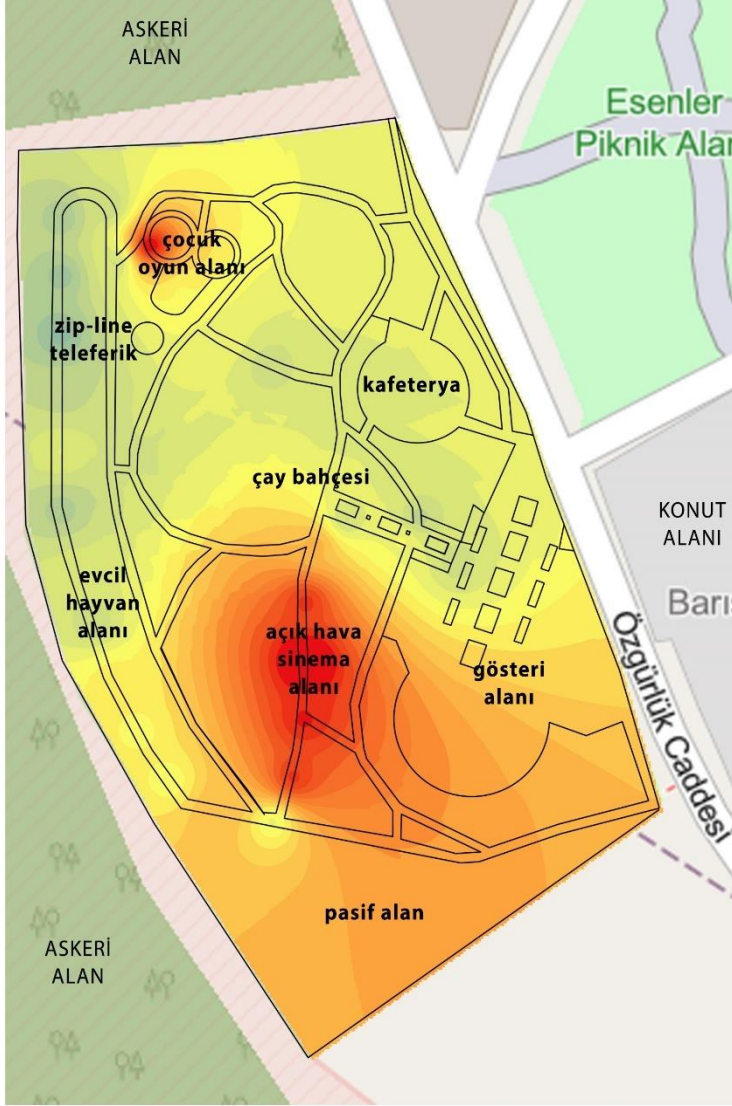 ASKERİ
ALAN
Esenler
Piknik Alan
çocuk
oyun alanı
zip-line
teleferik
kafeterya
çay bahçesi
KONUT
ALANI
evcil
hayvan
alanı
Barış
açık hava
sinema
alanı
gösteri
alanı
Özgürlük Caddesi
pasif alan
ASKERİ
ALAN